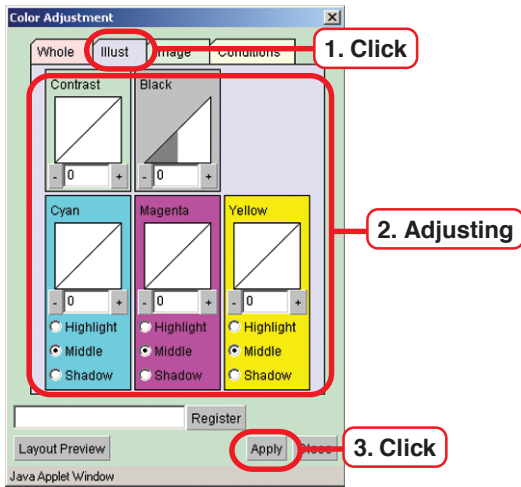 Color Adjustment
Whole Illust Image Conditions
1. Click
Contrast Black
- 0 + - 0 +
Cyan Magenta Yellow
2. Adjusting
- 0 + - 0 + - 0 +
Highlight Highlight Highlight
Middle Middle Middle
Shadow Shadow Shadow
Register
Layout Preview Apply Close
3. Click
Java Applet Window